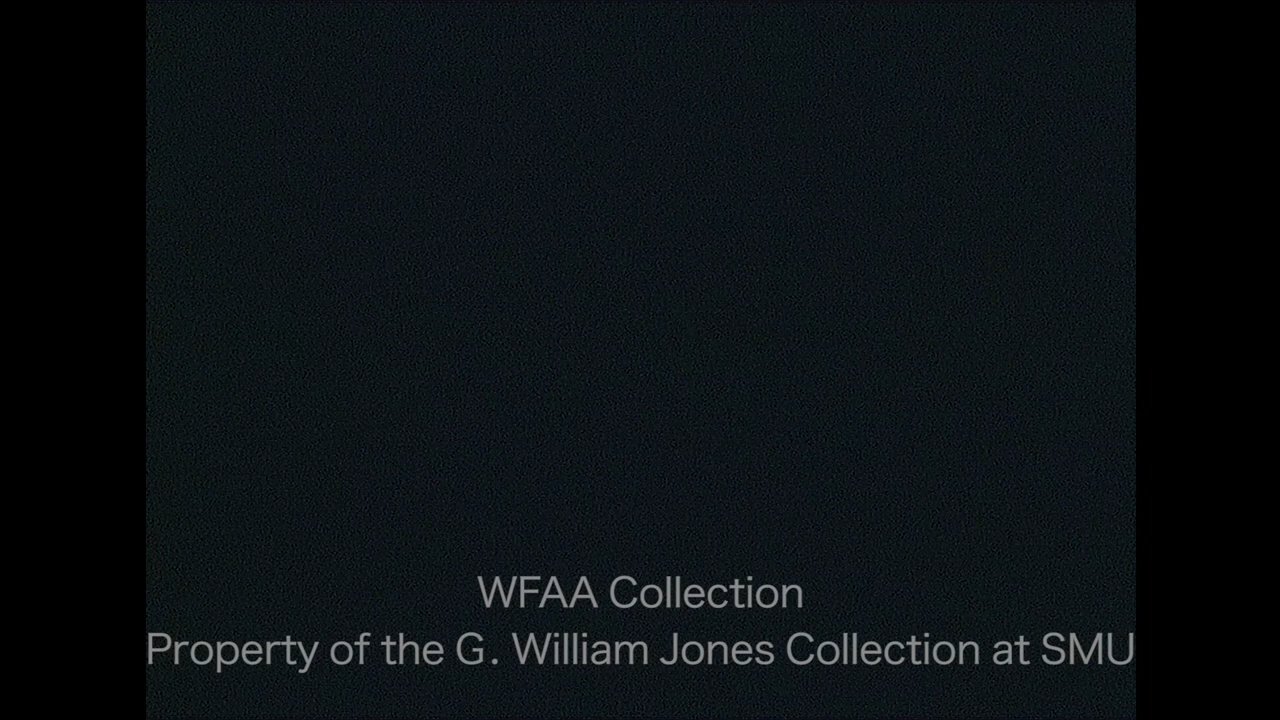 WFAA Collection
Property of the G. William Jones Collection at SMU